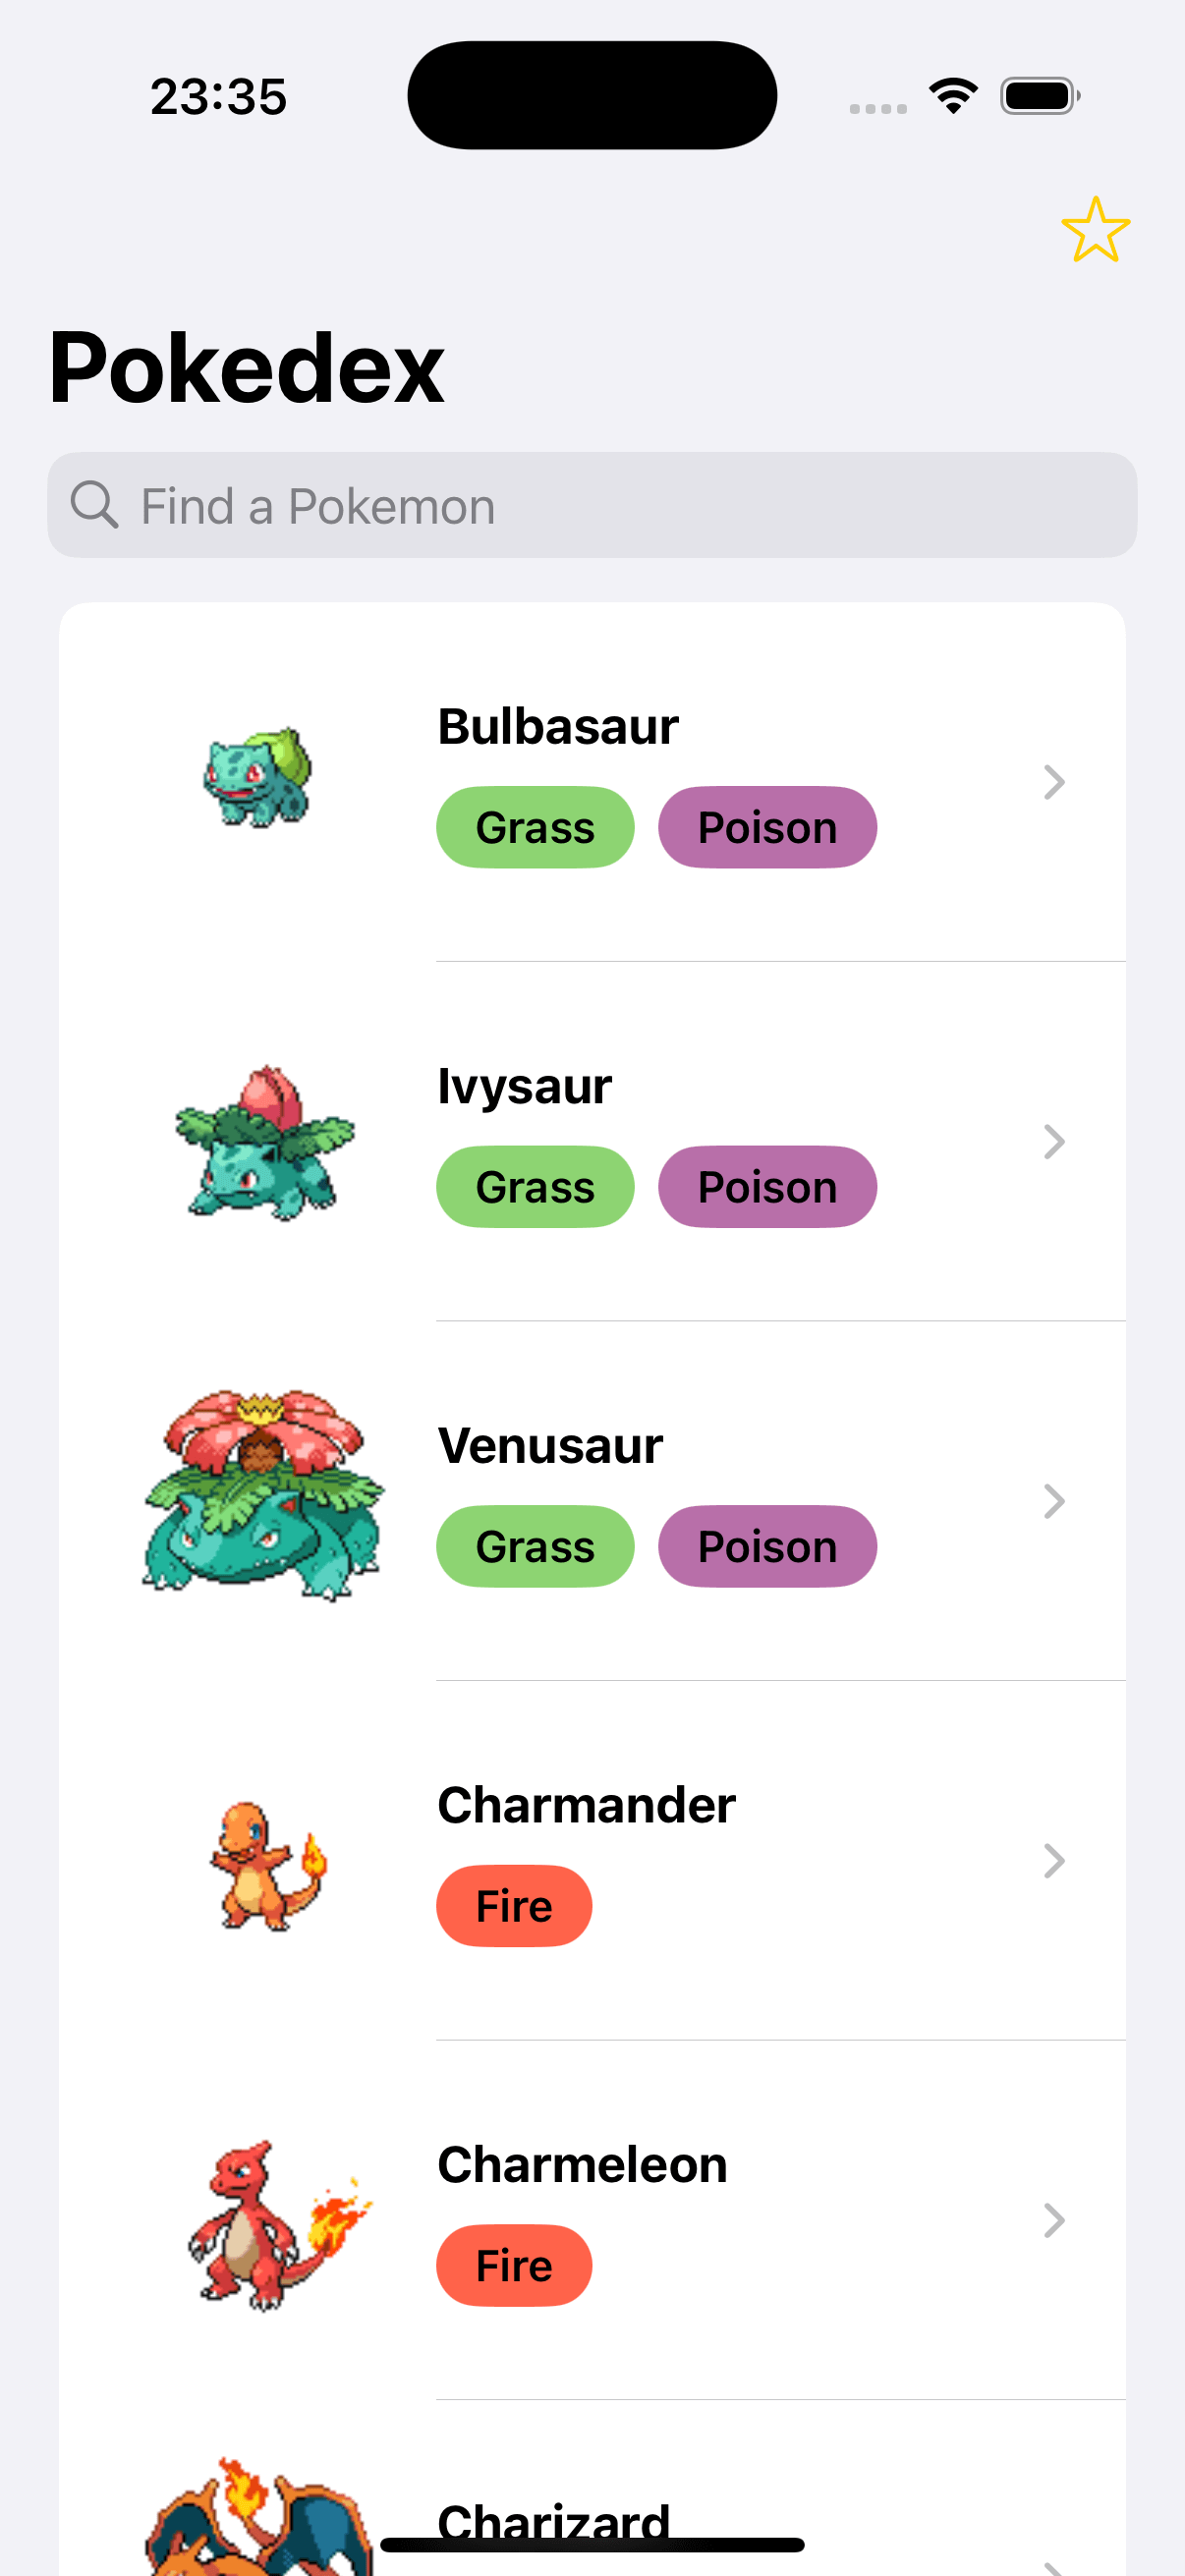 23:35
Pokedex
Find a Pokemon
Bulbasaur
Grass Poison
Ivysaur
Grass Poison
Venusaur
Grass Poison
Charmander
Fire
Charmeleon
Fire
Charizard